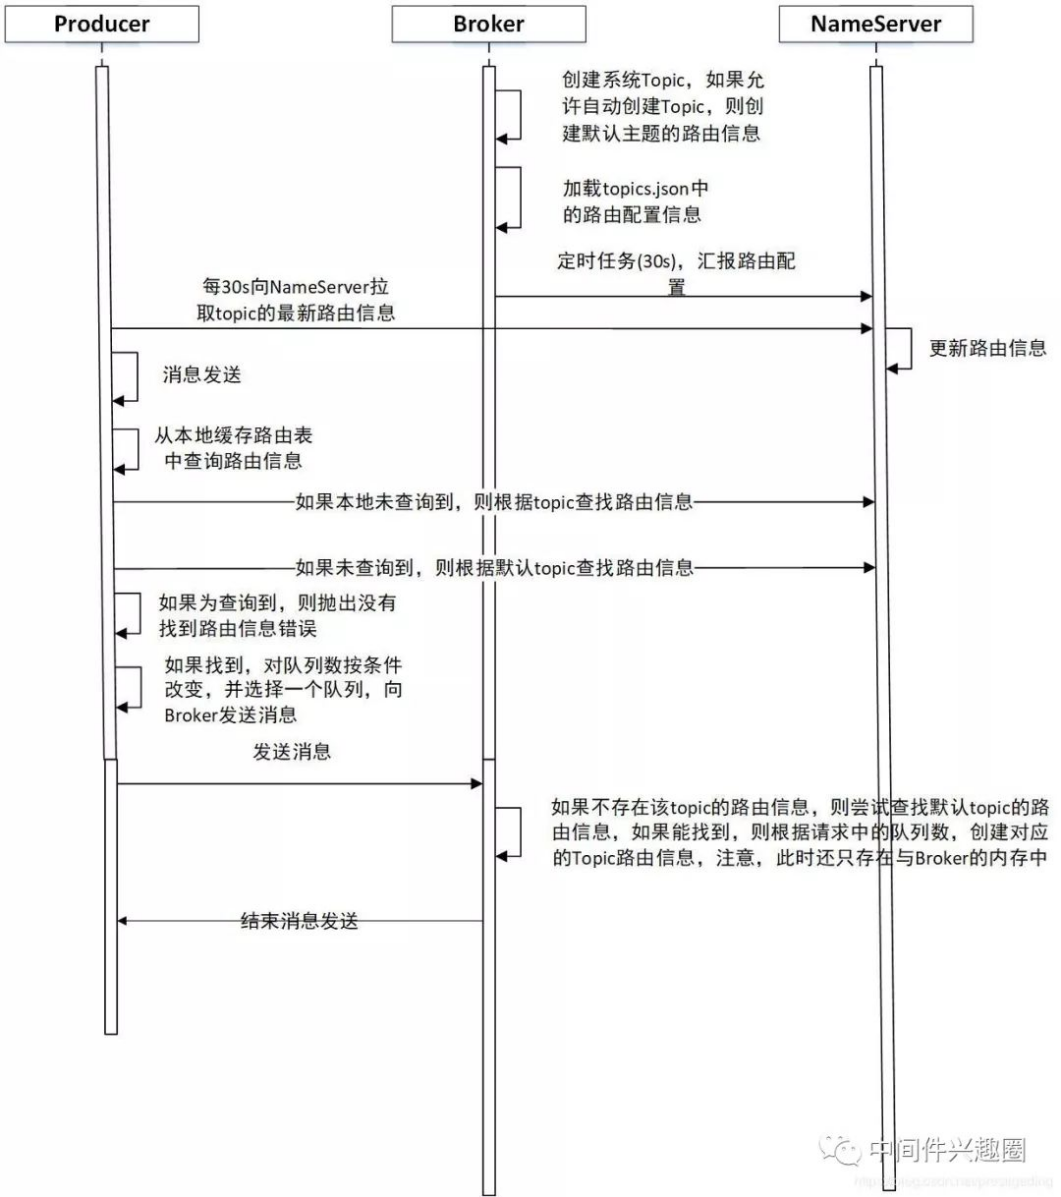 Producer
Broker
NameServer
创建系统Topic，如果允
许自动创建Topic，则创
建默认主题的路由信息
加载topics.json中
的路由配置信息
定时任务(30s)，汇报路由配
置
每30s向NameServer拉
取topic的最新路由信息
更新路由信息
消息发送
从本地缓存路由表
中查询路由信息
如果本地未查询到，则根据topic查找路由信息
如果未查询到，则根据默认topic查找路由信息
如果为查询到，则抛出没有
找到路由信息错误
如果找到，对队列数按条件
改变，并选择一个队列，向
Broker发送消息
发送消息
如果不存在该topic的路由信息，则尝试查找默认topic的路
由信息，如果能找到，则根据请求中的队列数，创建对应
的Topic路由信息，注意，此时还只存在与Broker的内存中
结束消息发送
中间件兴趣圈